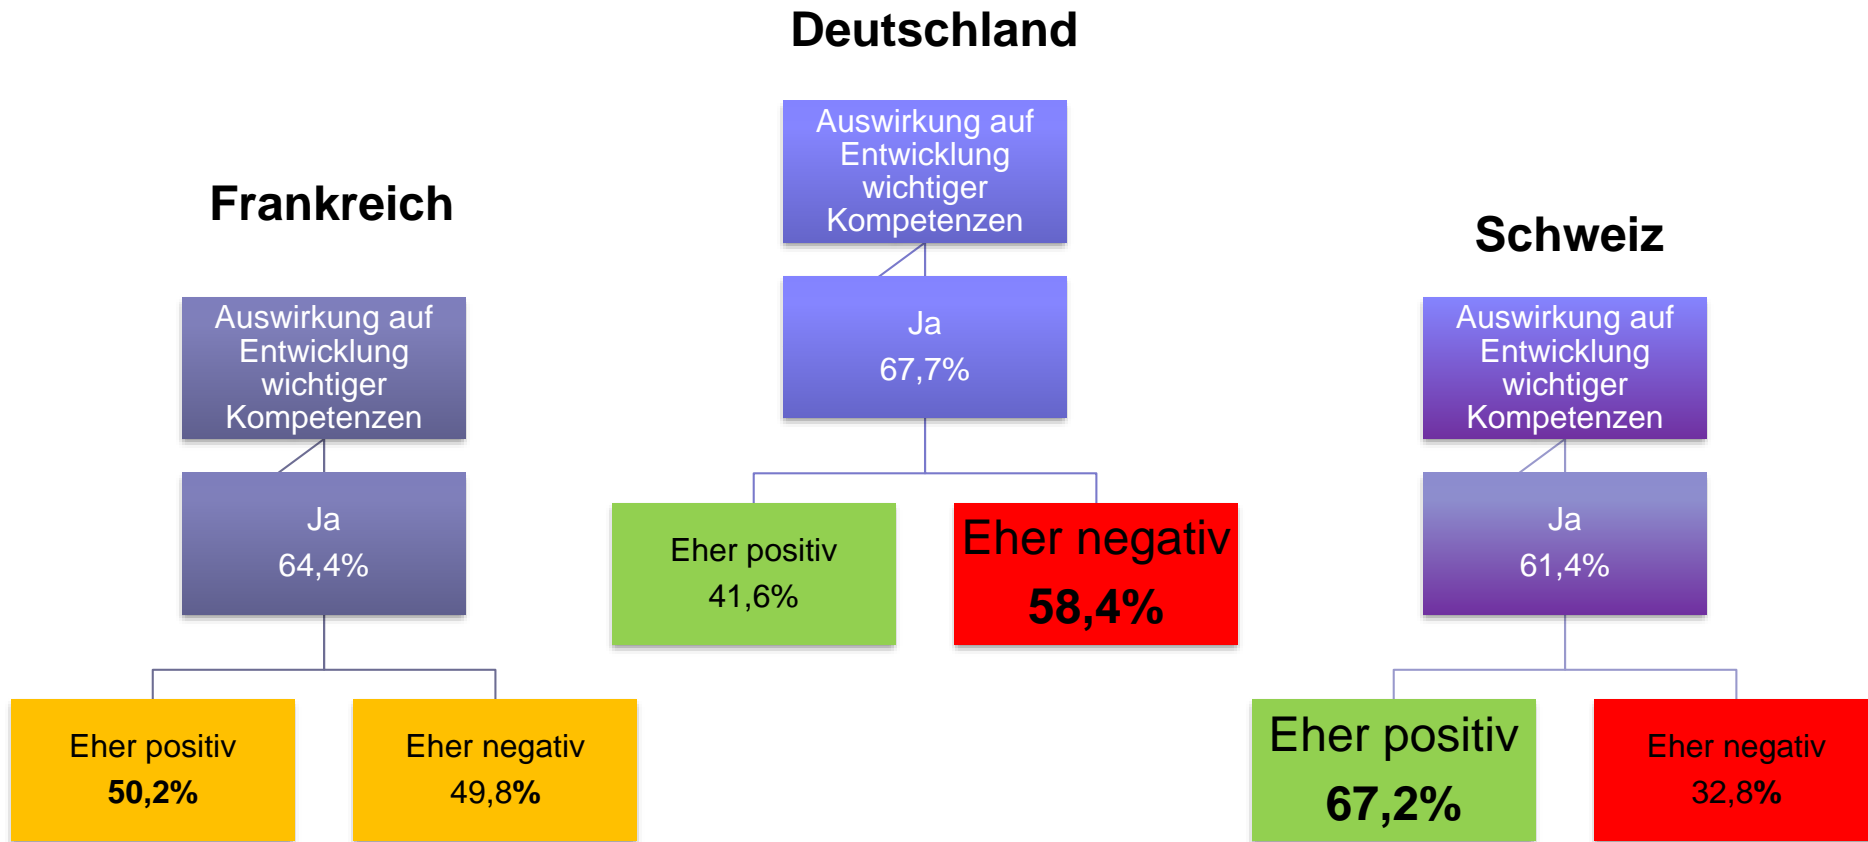 Deutschland
Auswirkung auf
Entwicklung
wichtiger
Kompetenzen
Ja
67,7%
Eher positiv
41,6%
Eher negativ
58,4%
Frankreich
Auswirkung auf
Entwicklung
wichtiger
Kompetenzen
Ja
64,4%
Eher positiv
50,2%
Eher negativ
49,8%
Schweiz
Auswirkung auf
Entwicklung
wichtiger
Kompetenzen
Ja
61,4%
Eher positiv
67,2%
Eher negativ
32,8%